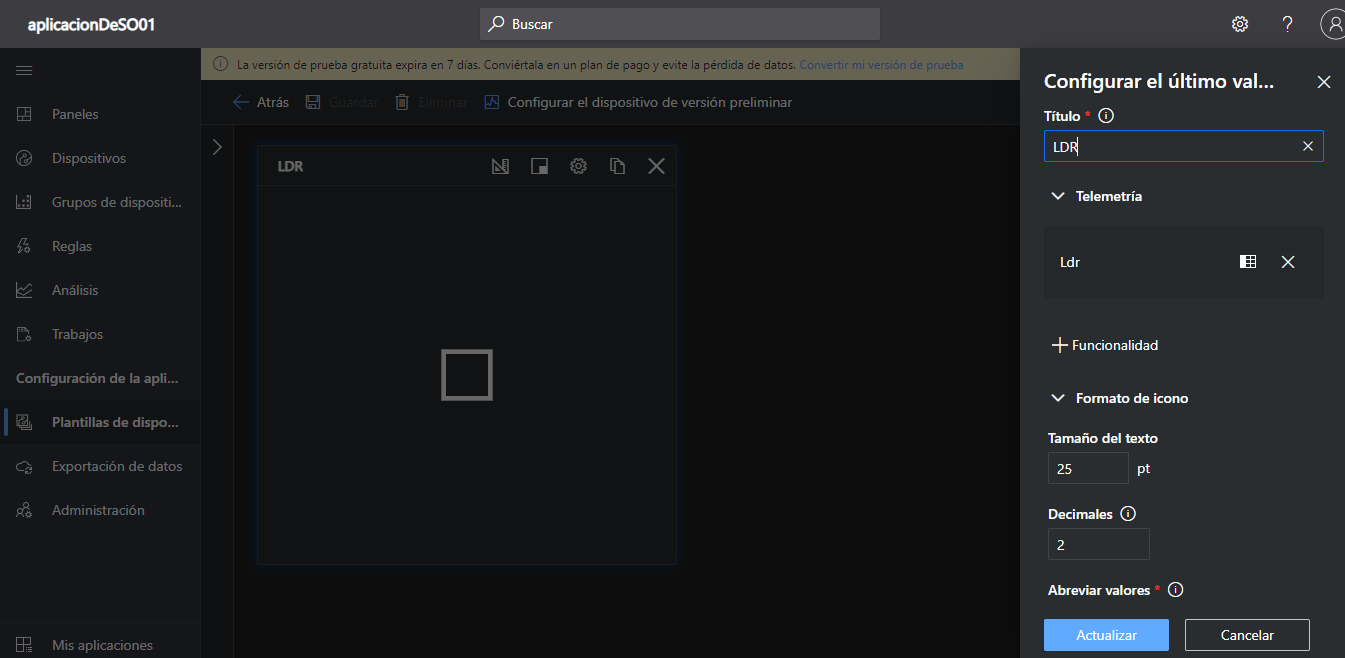 aplicacionDeSO01
Buscar
La versión de prueba gratuita expira en 7 días. Conviértala en un plan de pago y evite la pérdida de datos. Convertir mi versión de prueba
Atrás
Guardar
Eliminar
Configurar el dispositivo de versión preliminar
Paneles
Dispositivos
Grupos de dispositi...
Reglas
Análisis
Trabajos
Configuración de la apli...
Plantillas de dispo...
Exportación de datos
Administración
Mis aplicaciones
LDR
Configurar el último val...
Título *
LDR
Telemetría
Ldr
Funcionalidad
Formato de icono
Tamaño del texto
25 pt
Decimales
2
Abreviar valores *
Actualizar
Cancelar